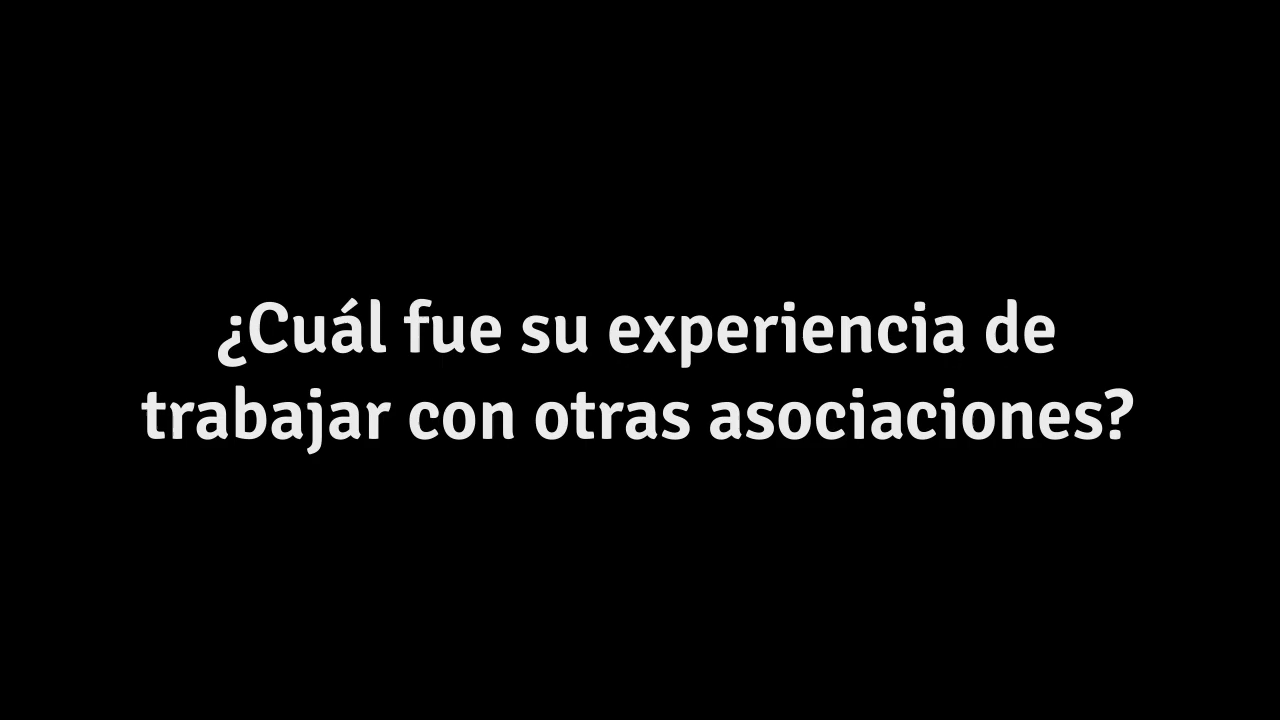 ¿Cuál fue su experiencia de
trabajar con otras asociaciones?